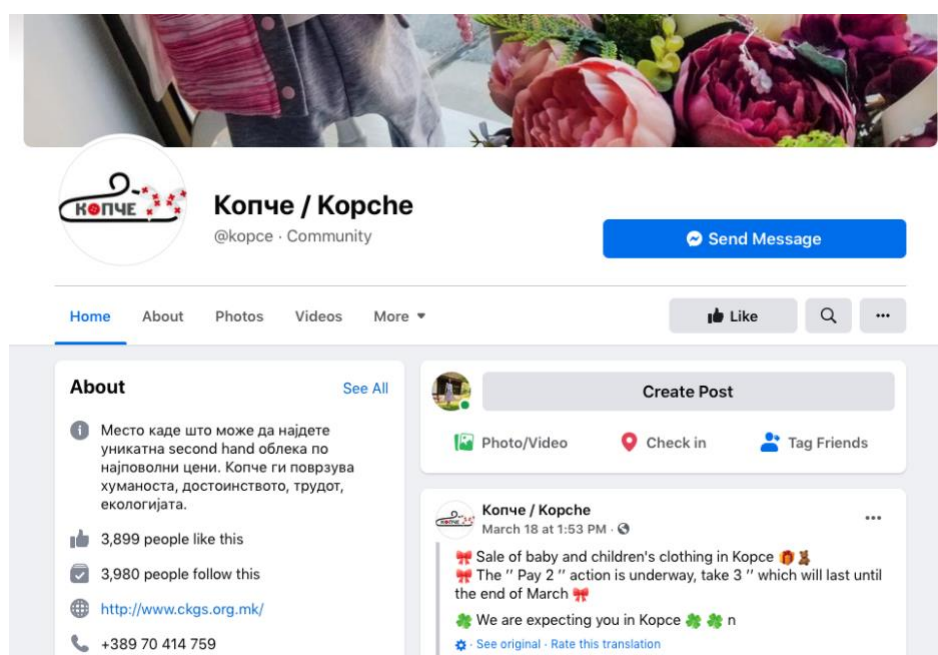 КОПЧЕ
Копче / Kopche
@kopce · Community
Send Message
Home
About
Photos
Videos
More
Like
About
See All
Место каде што може да најдете
уникатна second hand облека по
најповолни цени. Копче ги поврзува
хуманоста, достоинството, трудот,
екологијата.
3,899 people like this
3,980 people follow this
http://www.ckgs.org.mk/
+389 70 414 759
Create Post
Photo/Video
Check in
Tag Friends
КОПЧЕ
Копче / Kopche
March 18 at 1:53 PM ·
🎀 Sale of baby and children's clothing in Kopce 🎁 🧸
🎀 The ″ Pay 2 ″ action is underway, take 3 ″ which will last until
the end of March 🎀
🍀 We are expecting you in Kopce 🍀 🍀 n
· See original · Rate this translation